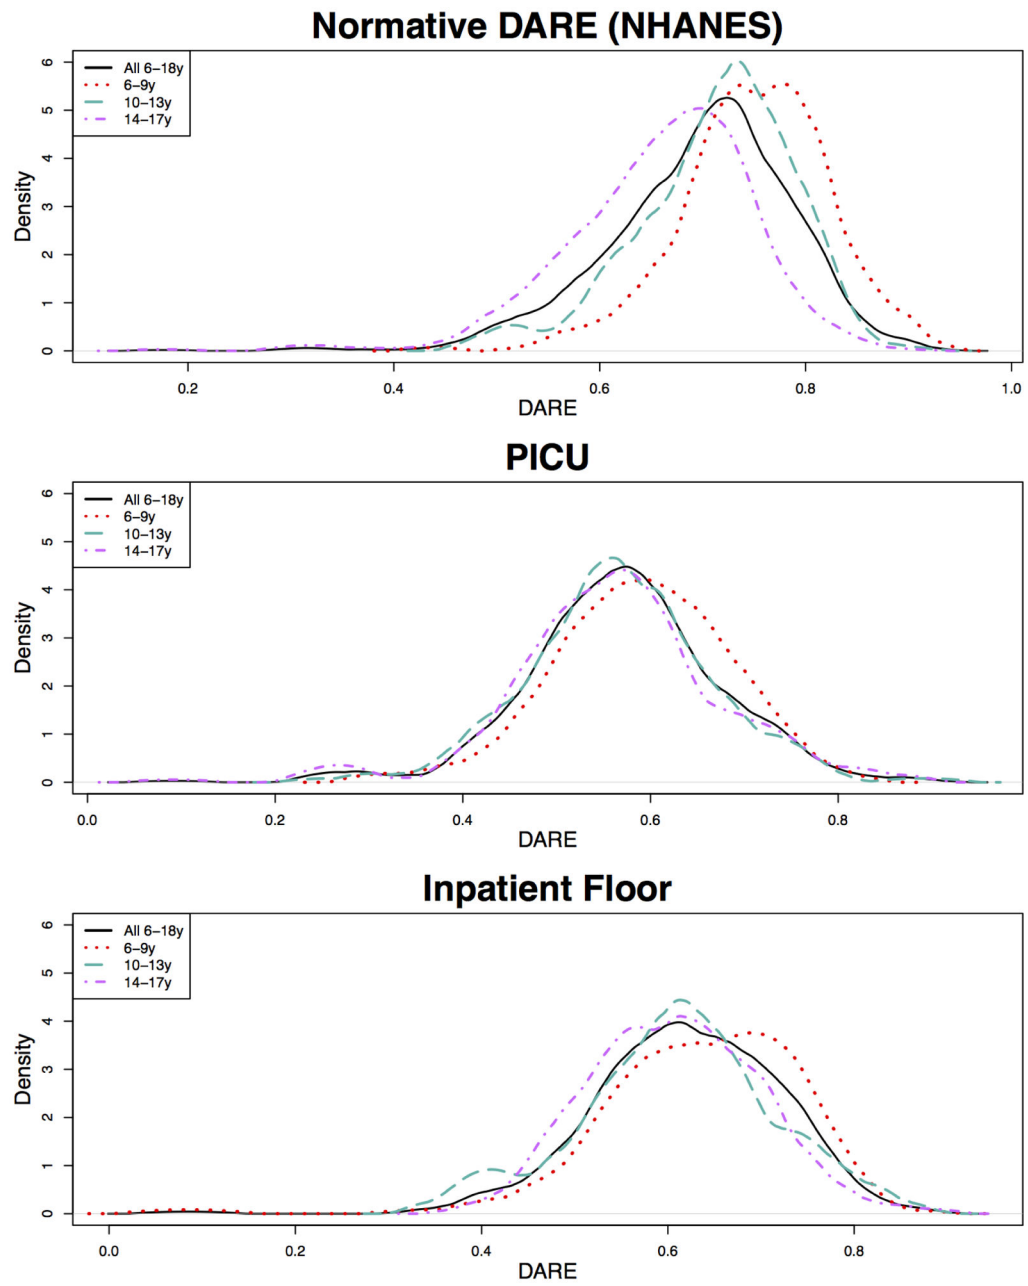 Normative DARE (NHANES)
All 6–18y
6–9y
10–13y
14–17y
Density
0
1
2
3
4
5
6
0.2
0.4
0.6
0.8
1.0
DARE
PICU
All 6–18y
6–9y
10–13y
14–17y
Density
0
1
2
3
4
5
6
0.0
0.2
0.4
0.6
0.8
DARE
Inpatient Floor
All 6–18y
6–9y
10–13y
14–17y
Density
0
1
2
3
4
5
6
0.0
0.2
0.4
0.6
0.8
DARE